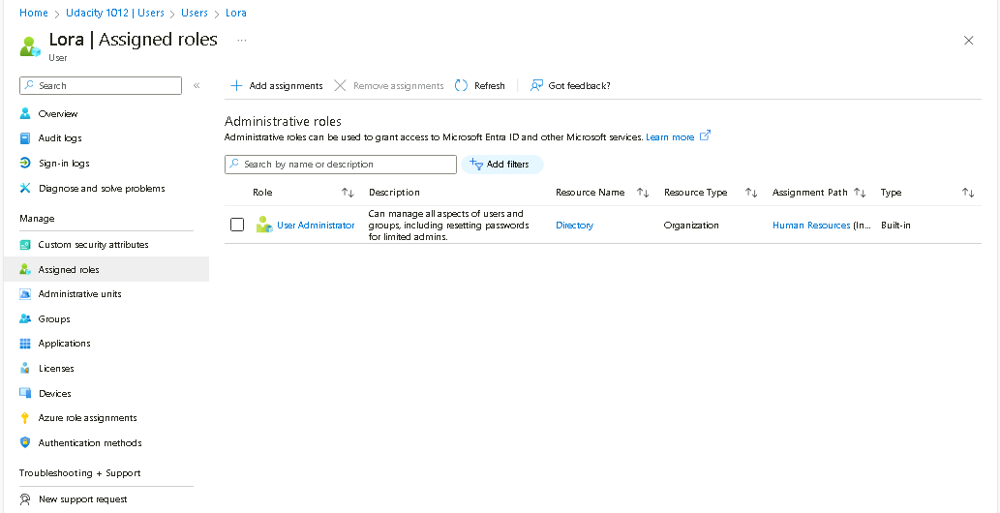 Home > Udacity 1012 | Users > Users > Lora
Lora | Assigned roles ...
User
Search «
Overview
Audit logs
Sign-in logs
Diagnose and solve problems
Manage
Custom security attributes
Assigned roles
Administrative units
Groups
Applications
Licenses
Devices
Azure role assignments
Authentication methods
Troubleshooting + Support
New support request
Add assignments Remove assignments Refresh Got feedback?
Administrative roles
Administrative roles can be used to grant access to Microsoft Entra ID and other Microsoft services. Learn more
Search by name or description Add filters
Role Description Resource Name Resource Type Assignment Path Type
User Administrator Can manage all aspects of users and
groups, including resetting passwords
for limited admins. Directory Organization Human Resources (In... Built-in